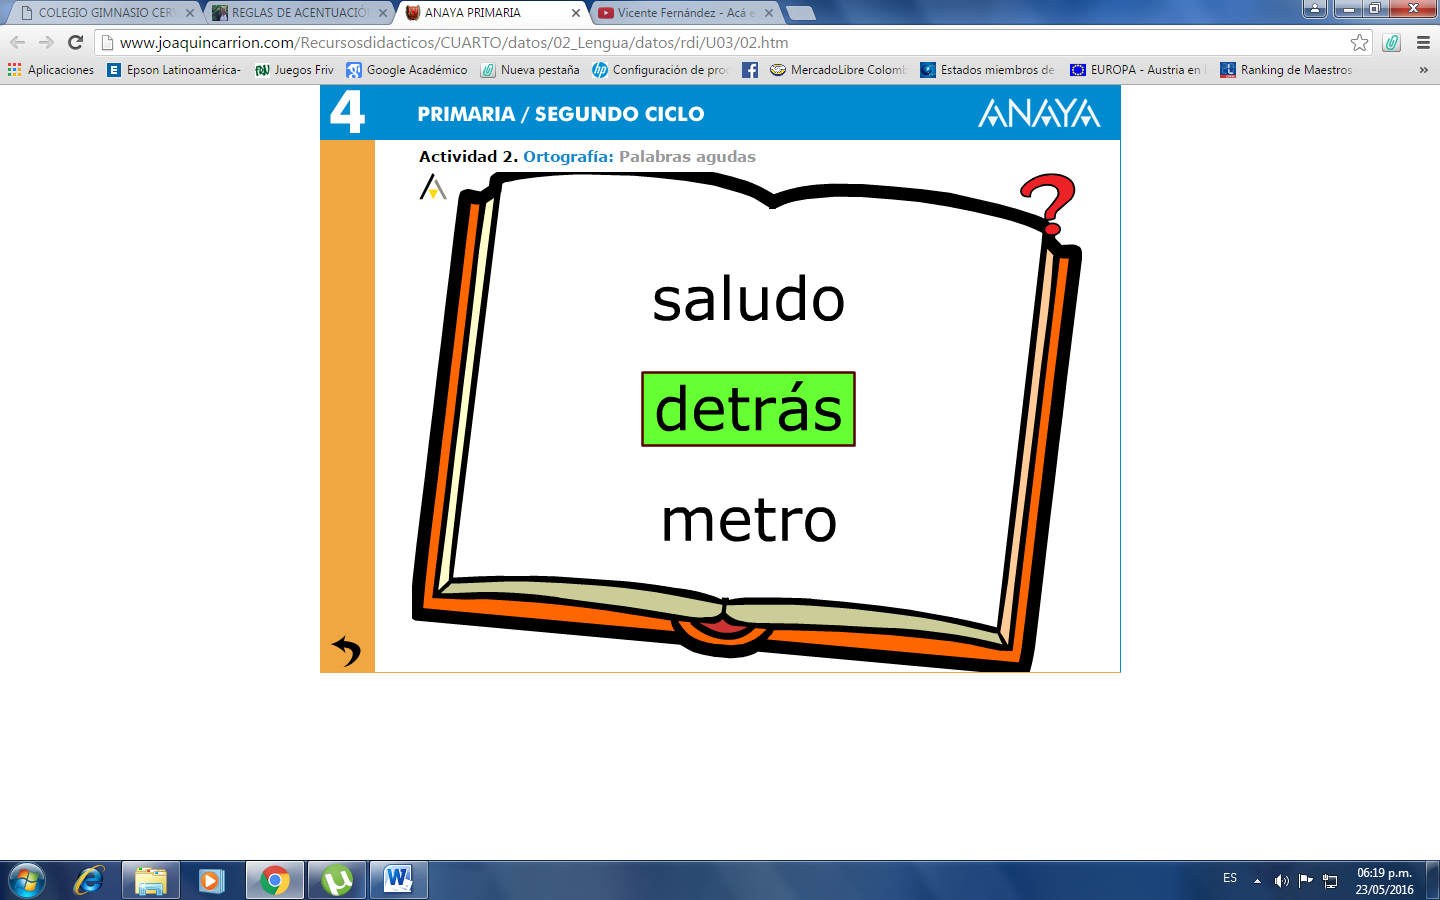 COLEGIO GIMNASIO CER
REGLAS DE ACENTUACIÓ
ANAYA PRIMARIA
Vicente Fernández - Acá e
www.joaquincarrion.com/Recursosdidacticos/CUARTO/datos/02_Lengua/datos/rdi/U03/02.htm
Aplicaciones
Epson Latinoamérica-
Juegos Friv
Google Académico
Nueva pestaña
Configuración de pro
MercadoLibre Colomb
Estados miembros de
EUROPA - Austria en
Ranking de Maestros
»
4
PRIMARIA / SEGUNDO CICLO
ANAYA
Actividad 2. Ortografía: Palabras agudas
?
saludo
detrás
metro
ES
06:19 p.m.
23/05/2016